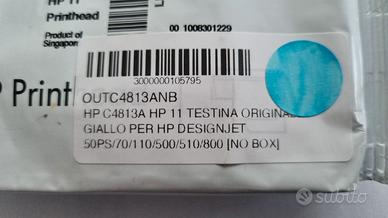 HP 11
Printhead
Product of
Singapore
00 1008301229
3000000105795
Print
OUTC4813ANB
HP C4813A HP 11 TESTINA ORIGINALE
GIALLO PER HP DESIGNJET
50PS/70/110/500/510/800 [NO BOX]
subito